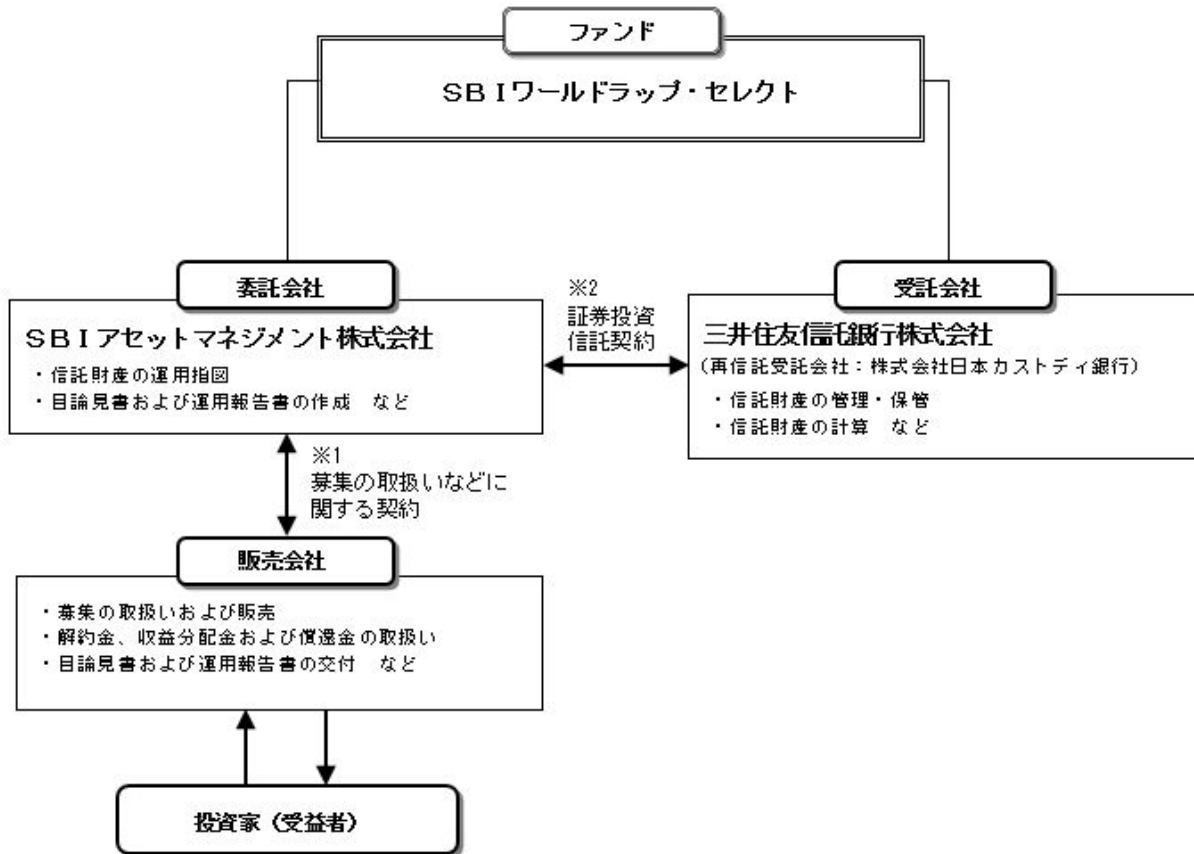 ファンド
ＳＢＩワールドラップ・セレクト
委託会社
ＳＢＩアセットマネジメント株式会社
・信託財産の運用指図
・目論見書および運用報告書の作成　など
※2
証券投資
信託契約
受託会社
三井住友信託銀行株式会社
（再信託受託会社：株式会社日本カストディ銀行）
・信託財産の管理・保管
・信託財産の計算　など
※1
募集の取扱いなどに
関する契約
販売会社
・募集の取扱いおよび販売
・解約金、収益分配金および償還金の取扱い
・目論見書および運用報告書の交付　など
投資家（受益者）